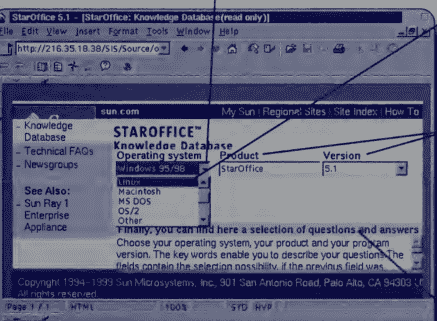 StarOffice 5.1 - [StarOffice: Knowledge Database(read only)]
File Edit View Insert Format Tools Window Help
http://216.35.18.38/SIS/Source/o
sun.com My Sun | Regional Sites | Site Index | How To
Knowledge Database
Technical FAQs
Newsgroups
See Also:
Sun Ray 1
Enterprise
Appliance
STAROFFICE™
Knowledge Database
Operating system Product Version
Windows 95/98 StarOffice 5.1
Linux
Macintosh
MS DOS
OS/2
Other
Finally, you can find here a selection of questions and answers
Choose your operating system, your product and your program
version. The key words enable you to describe your questions.The
fields contain the selection possibility, if the previous field was
Copyright 1994-1999 Sun Microsystems, Inc., 901 San Antonio Road, Palo Alto, CA 94303
All rights reserved.
Page 1 / 1 HTML 100% STD HYP